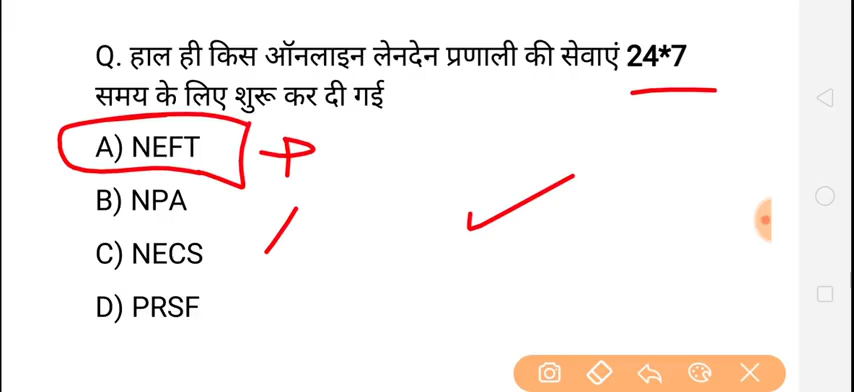 Q. हाल ही किस ऑनलाइन लेनदेन प्रणाली की सेवाएं 24*7
समय के लिए शुरू कर दी गई
A) NEFT
B) NPA
C) NECS
D) PRSF